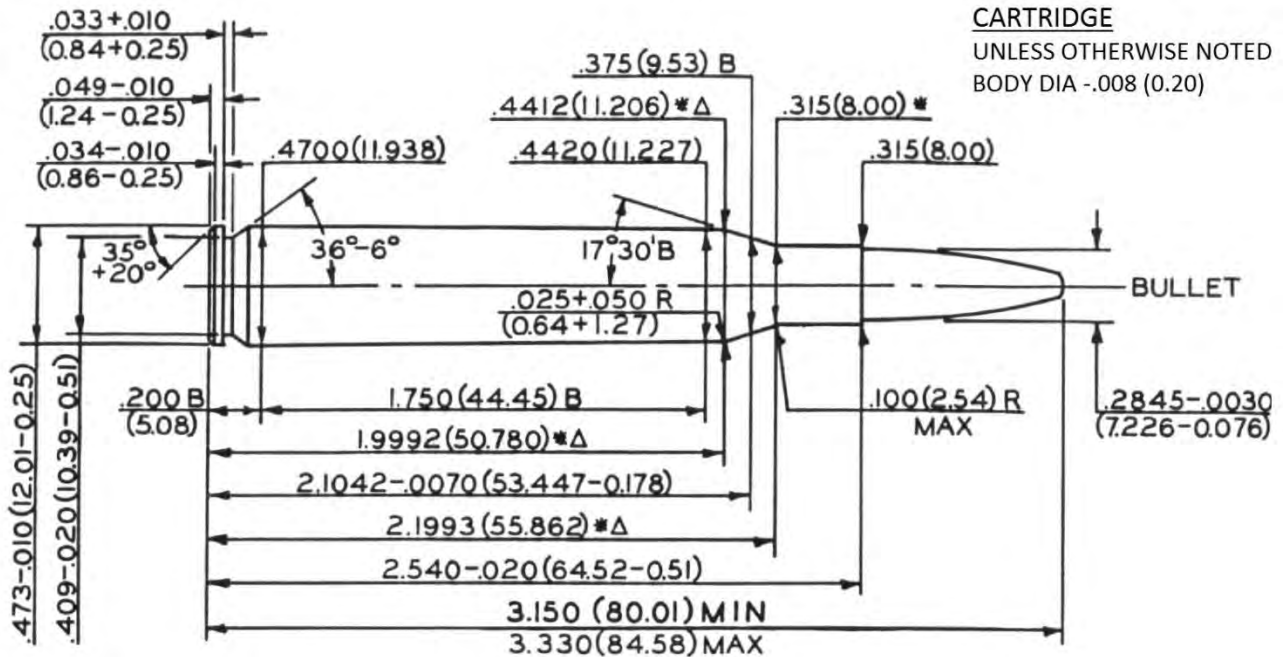 CARTRIDGE
UNLESS OTHERWISE NOTED
BODY DIA -.008 (0.20)
.033+.010
(0.84+0.25)
.049-.010
(1.24-0.25)
.034-.010
(0.86-0.25)
.375(9.53) B
.4412(11.206)*Δ
.315(8.00)*
.4700(11.938)
.4420(11.227)
.315(8.00)
35°
+20°
36°-6°
17°30'B
.025+.050 R
(0.64+1.27)
BULLET
.200 B
(5.08)
1.750(44.45) B
.100(2.54) R
MAX
.2845-.0030
(7.226-0.076)
1.9992(50.780)*Δ
2.1042-.0070(53.447-0.178)
2.1993(55.862)*Δ
2.540-.020(64.52-0.51)
3.150 (80.01) MIN
3.330(84.58) MAX
.473-.010(12.01-0.25)
.409-.020(10.39-0.51)